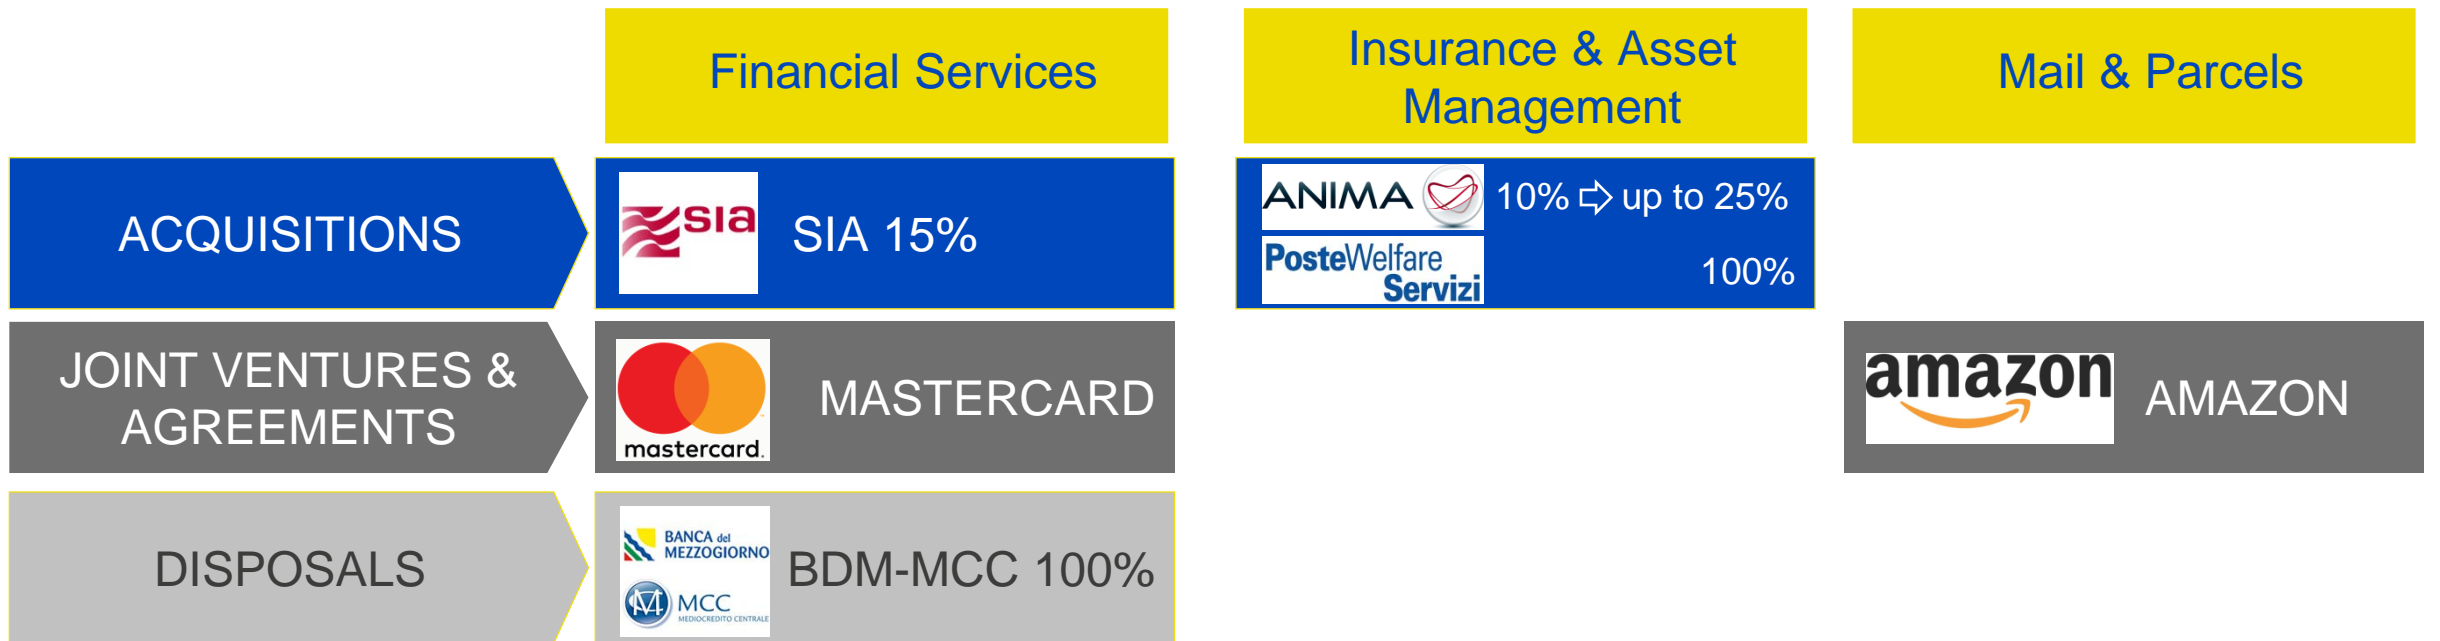 Financial Services
Insurance & Asset
Management
Mail & Parcels
ACQUISITIONS
sia
SIA 15%
ANIMA
10% ⇨ up to 25%
PosteWelfare
Servizi
100%
JOINT VENTURES &
AGREEMENTS
mastercard.
MASTERCARD
amazon
AMAZON
DISPOSALS
BANCA del
MEZZOGIORNO
MCC
MEDIOCREDITO CENTRALE
BDM-MCC 100%